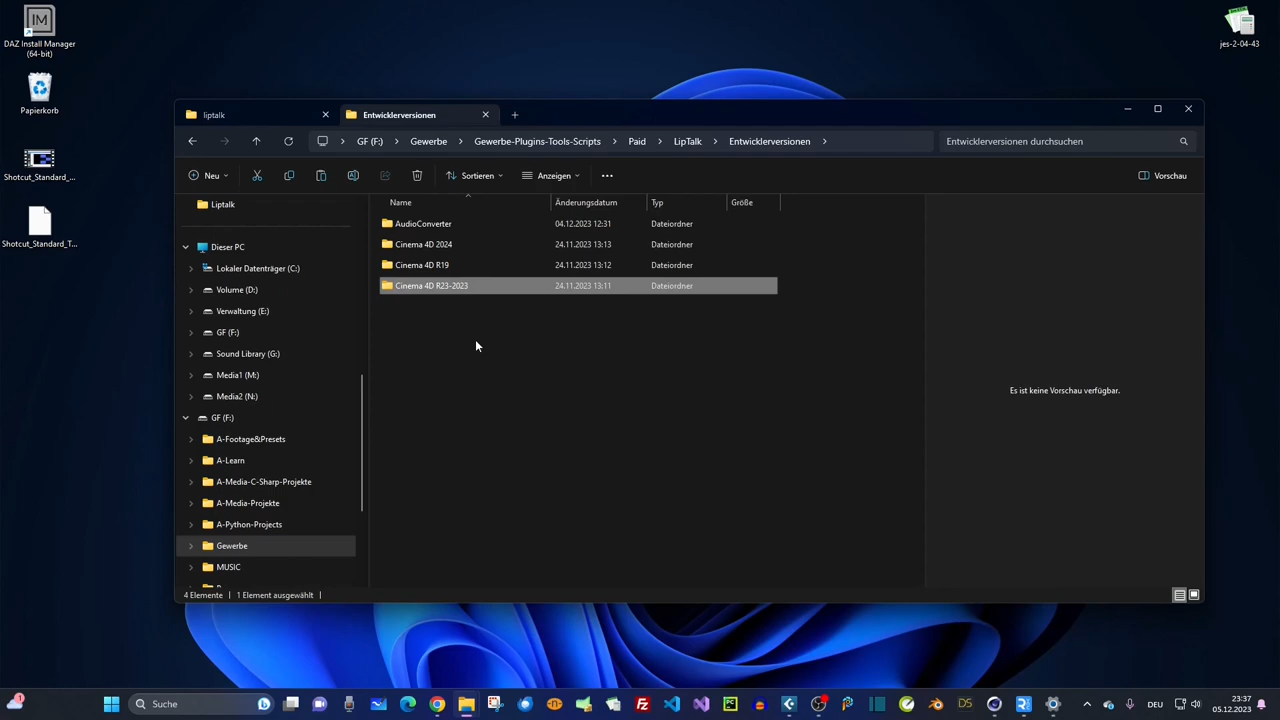 DAZ Install Manager
(64-bit)
jes-2-04-43
Papierkorb
Shotcut_Standard_...
Shotcut_Standard_T...
liptalk
Entwicklerversionen
GF (F:)
Gewerbe
Gewerbe-Plugins-Tools-Scripts
Paid
LipTalk
Entwicklerversionen
Entwicklerversionen durchsuchen
Neu
Sortieren
Anzeigen
Vorschau
Liptalk
Dieser PC
Lokaler Datenträger (C:)
Volume (D:)
Verwaltung (E:)
GF (F:)
Sound Library (G:)
Media1 (M:)
Media2 (N:)
GF (F:)
A-Footage&Presets
A-Learn
A-Media-C-Sharp-Projekte
A-Media-Projekte
A-Python-Projects
Gewerbe
MUSIC
Name Änderungsdatum Typ Größe
AudioConverter 04.12.2023 12:31 Dateiordner
Cinema 4D 2024 24.11.2023 13:13 Dateiordner
Cinema 4D R19 24.11.2023 13:12 Dateiordner
Cinema 4D R23-2023 24.11.2023 13:11 Dateiordner
Es ist keine Vorschau verfügbar.
4 Elemente
1 Element ausgewählt
1
Suche
DEU
23:37
05.12.2023